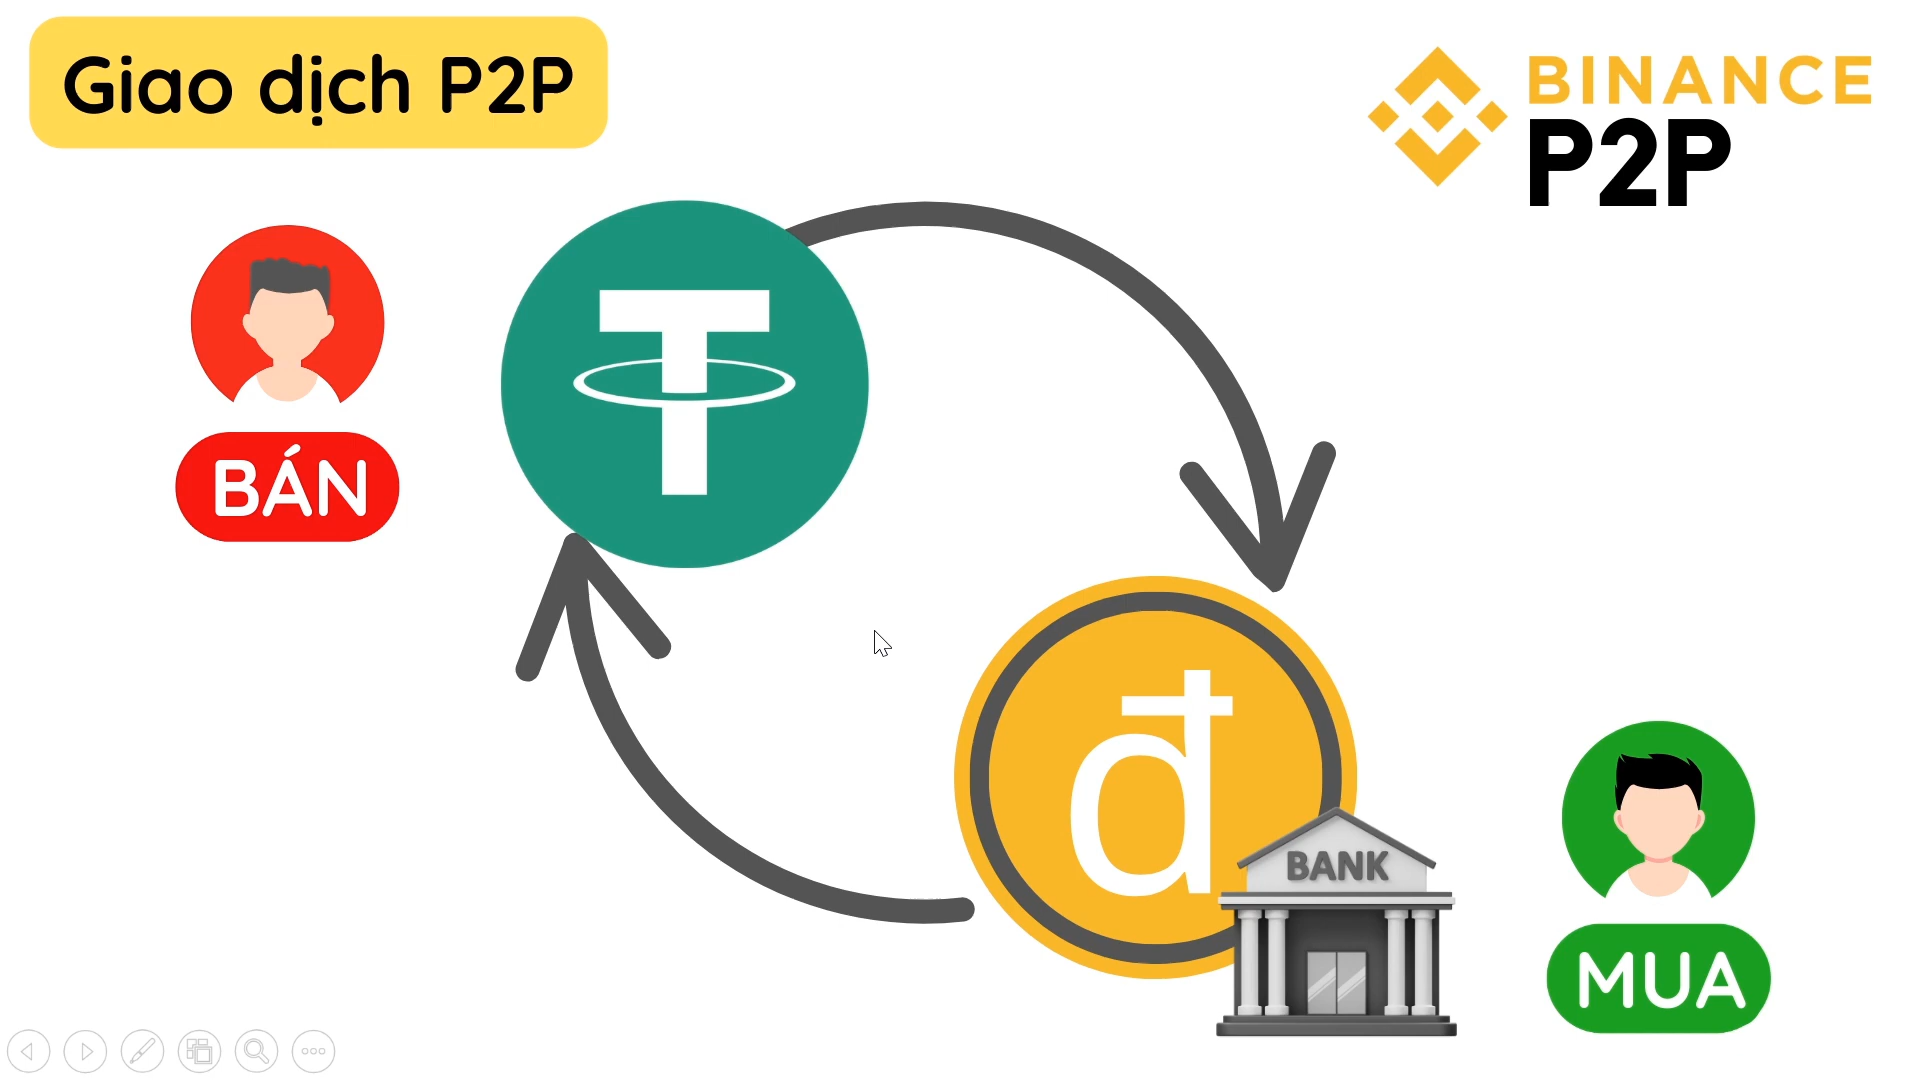 Giao dịch P2P
BINANCE
P2P
BÁN
đ
BANK
MUA